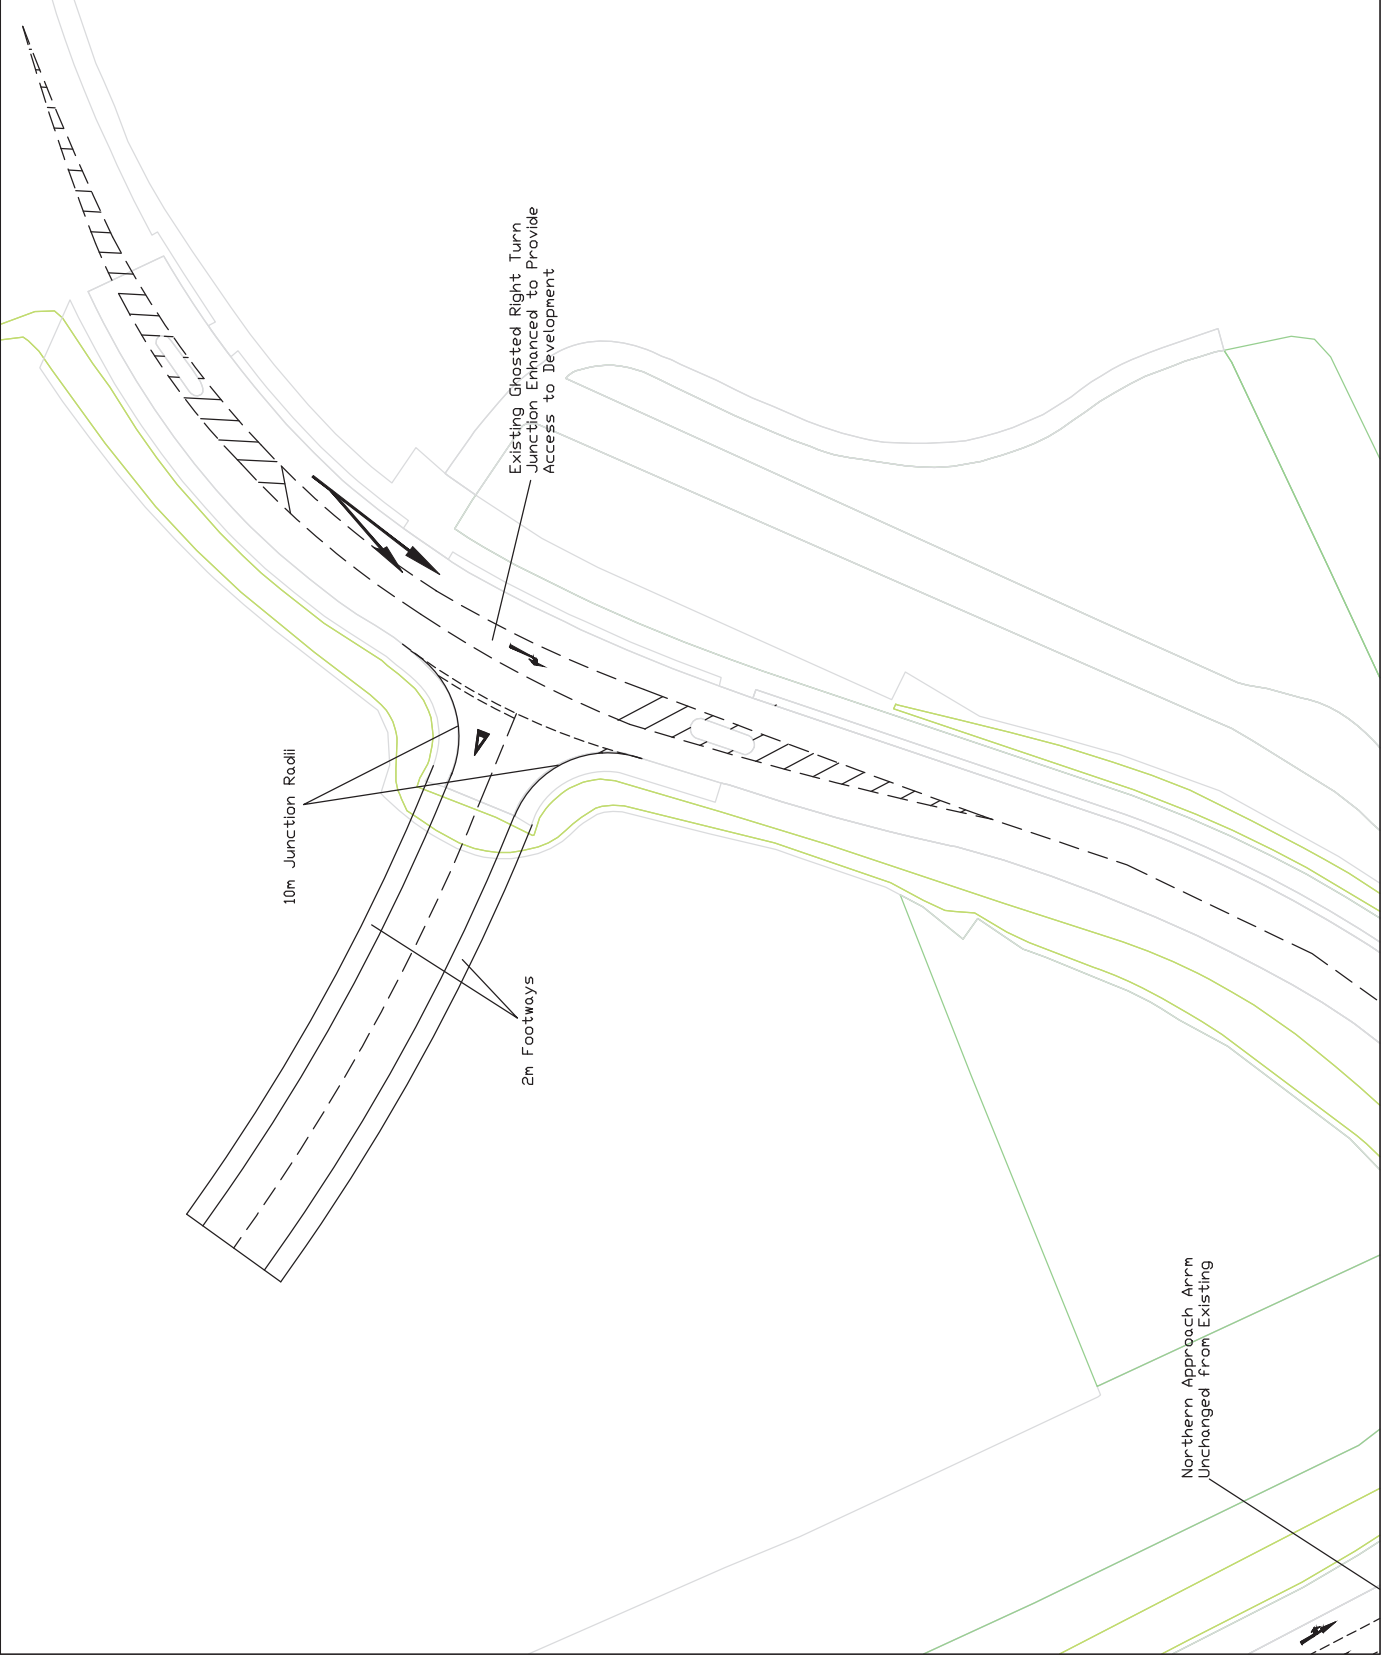 Existing Ghosted Right Turn
Junction Enhanced to Provide
Access to Development
10m Junction Radii
2m Footways
Northern Approach Arrm
Unchanged from Existing